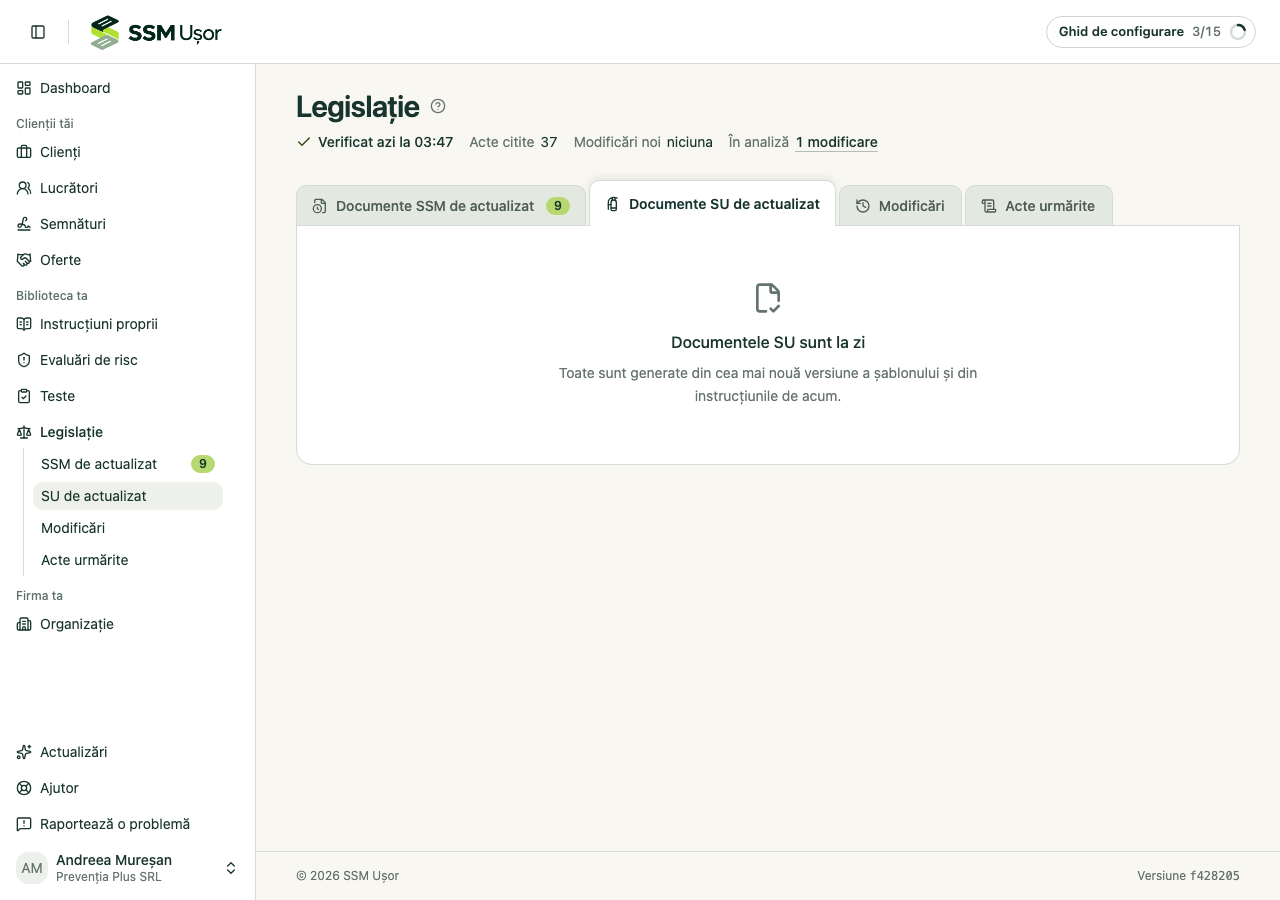 SSM Ușor
Ghid de configurare 3/15
Dashboard
Clienții tăi
Clienți
Lucrători
Semnături
Oferte
Biblioteca ta
Instrucțiuni proprii
Evaluări de risc
Teste
Legislație
SSM de actualizat 9
SU de actualizat
Modificări
Acte urmărite
Firma ta
Organizație
Actualizări
Ajutor
Raportează o problemă
AM
Andreea Mureșan
Prevenția Plus SRL
Legislație
Verificat azi la 03:47 Acte citite 37 Modificări noi niciuna În analiză 1 modificare
Documente SSM de actualizat 9 Documente SU de actualizat Modificări Acte urmărite
Documentele SU sunt la zi
Toate sunt generate din cea mai nouă versiune a șablonului și din
instrucțiunile de acum.
© 2026 SSM Ușor
Versiune f428205